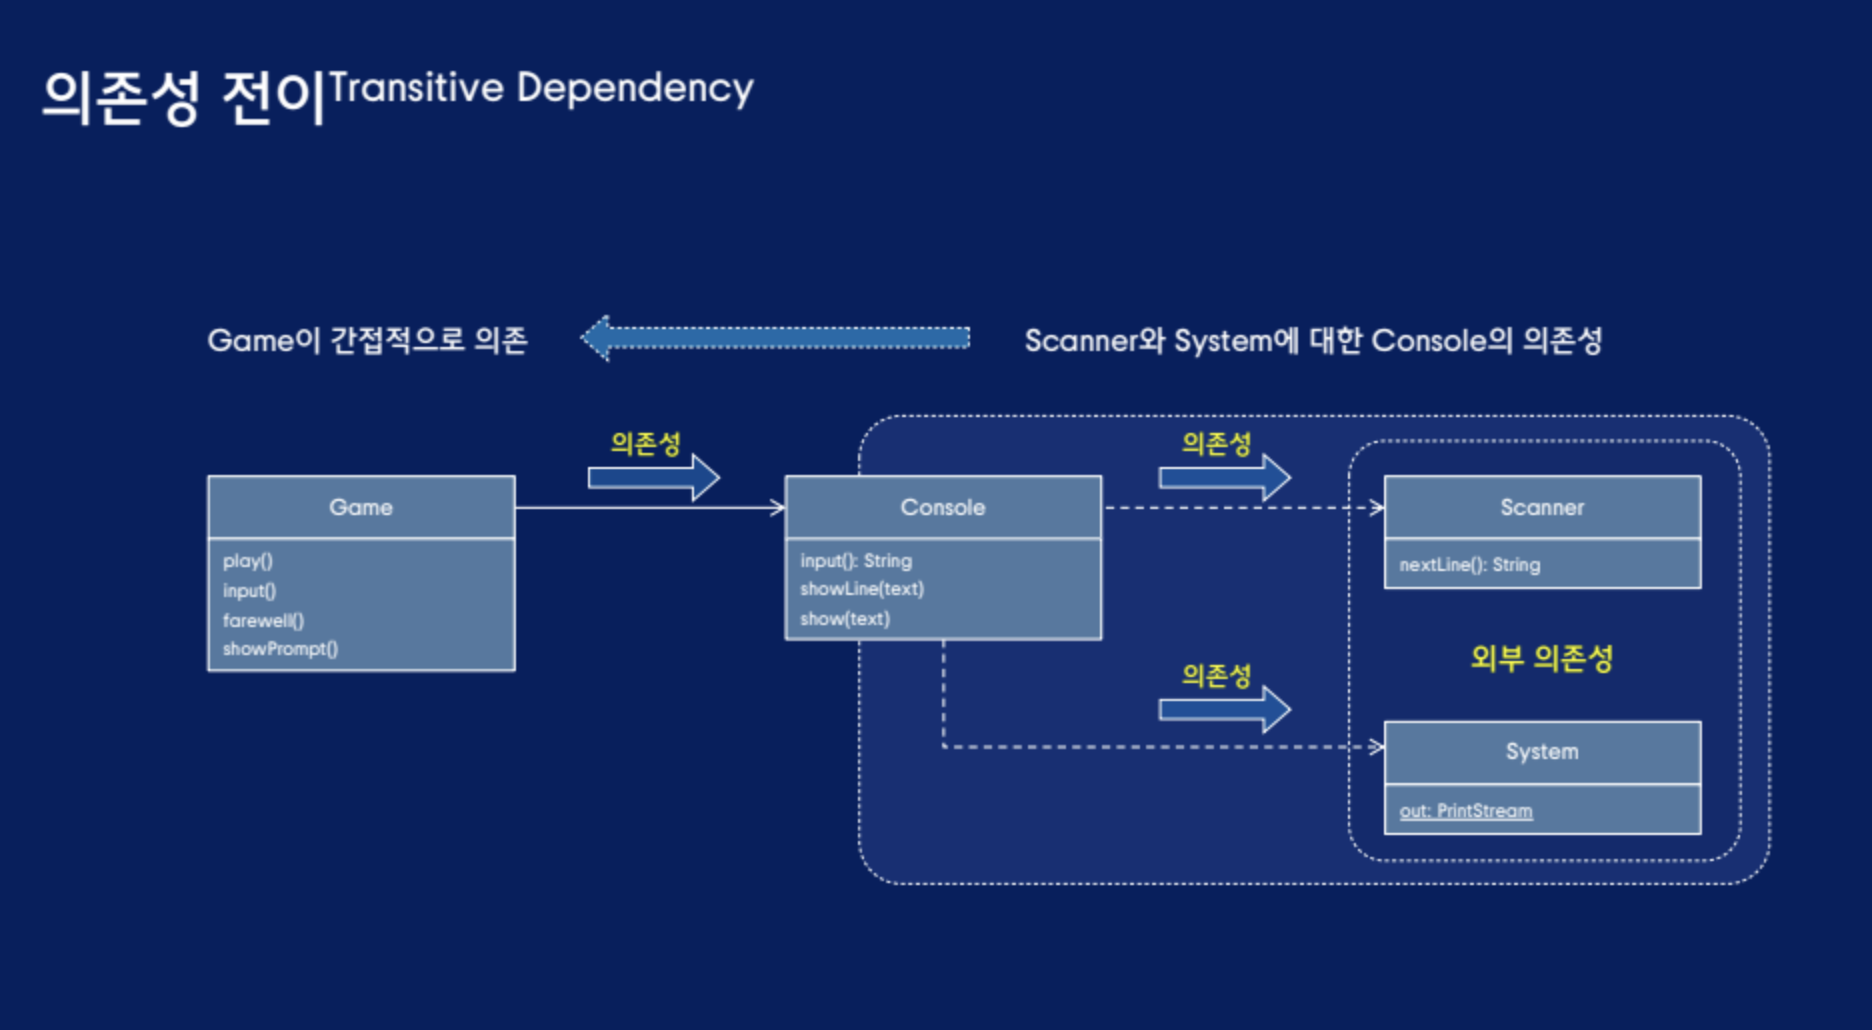 의존성 전이Transitive Dependency
Game이 간접적으로 의존
Scanner와 System에 대한 Console의 의존성
의존성
의존성
Game
play()
input()
farewell()
showPrompt()
Console
input(): String
showLine(text)
show(text)
Scanner
nextLine(): String
외부 의존성
의존성
System
out: PrintStream